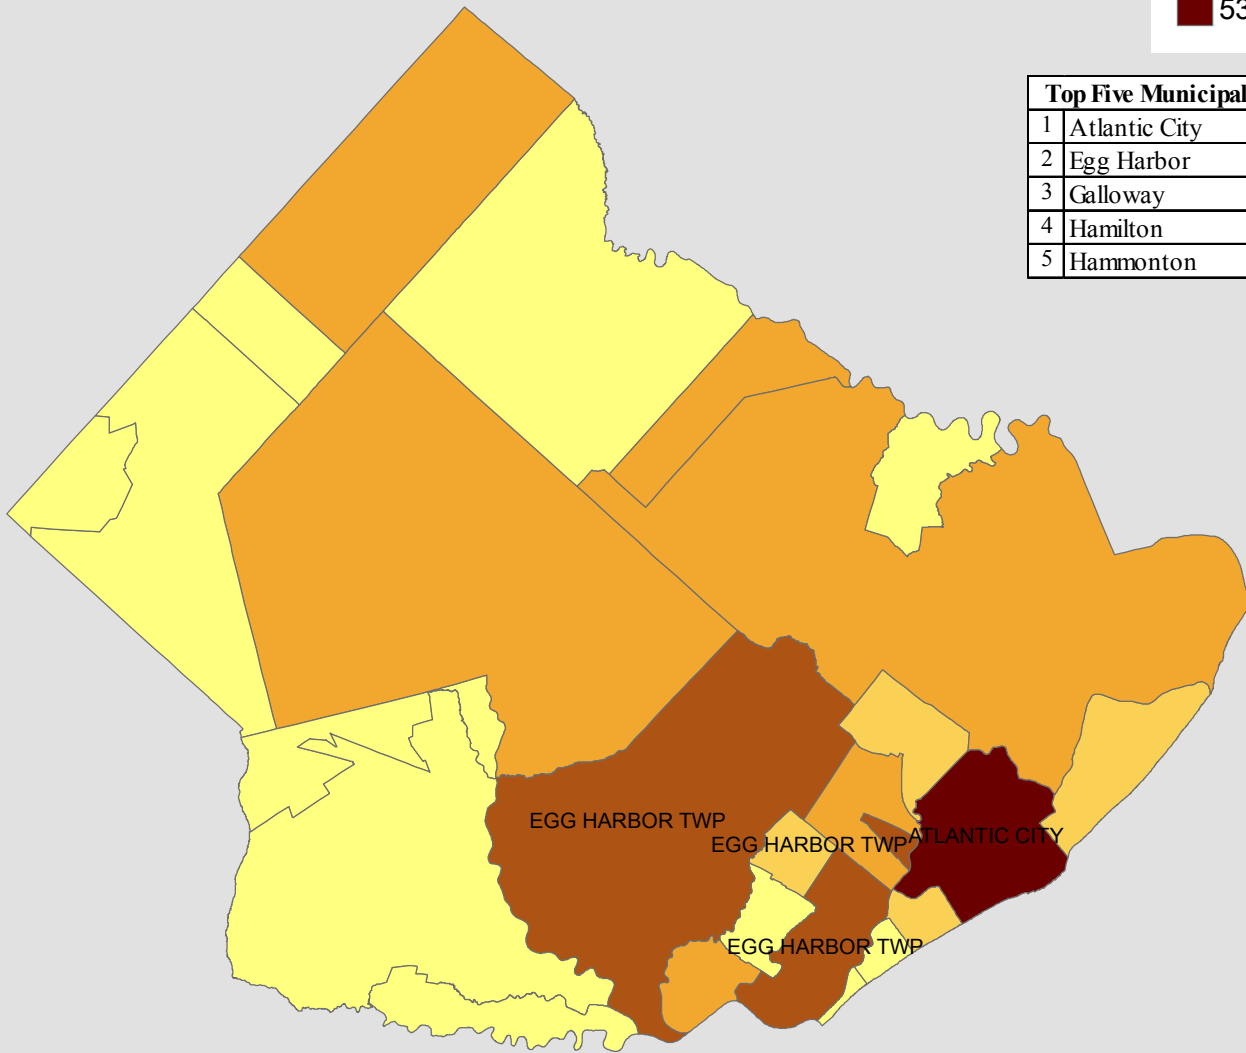 53
Top Five Municipal
1 Atlantic City
2 Egg Harbor
3 Galloway
4 Hamilton
5 Hammonton
EGG HARBOR TWP
EGG HARBOR TWP
ATLANTIC CITY
EGG HARBOR TWP